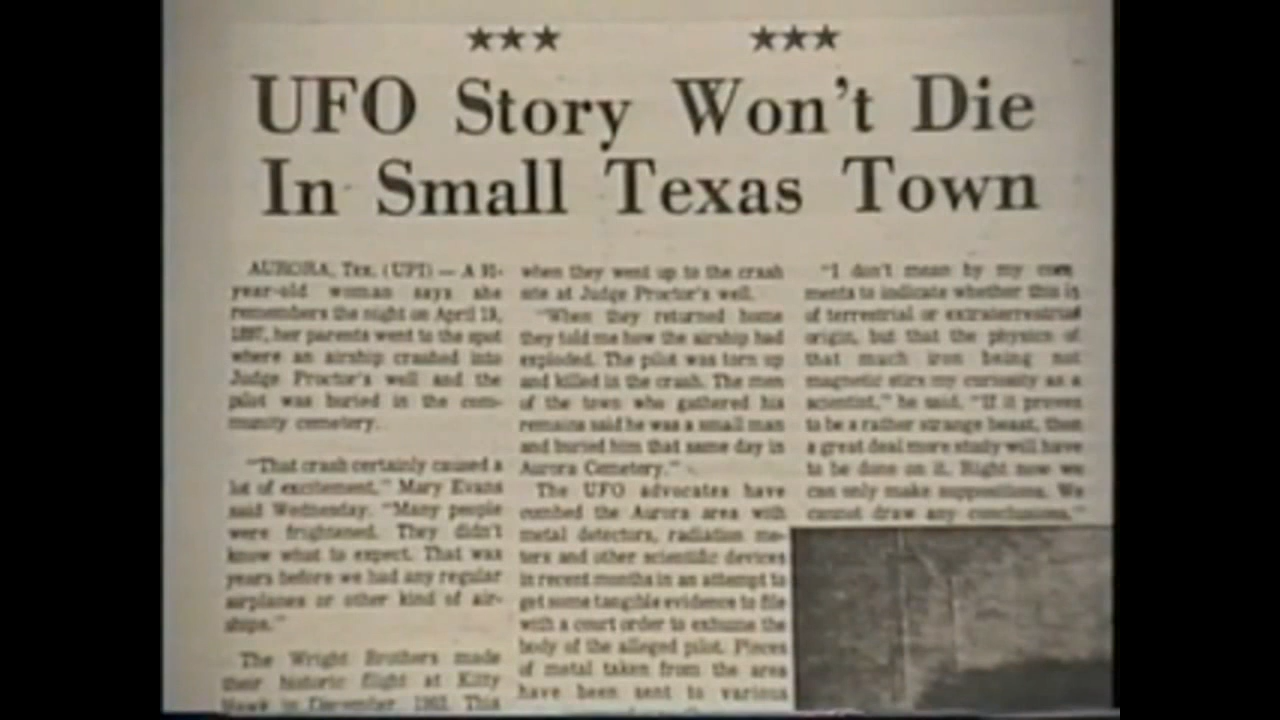 ★★★ ★★★
UFO Story Won't Die
In Small Texas Town
AURORA, Tex. (UPI) — A 91-
year-old woman says she
remembers the night on April 19,
1897, her parents went to the spot
where an airship crashed into
Judge Proctor's well and the
pilot was buried in the com-
munity cemetery.
"That crash certainly caused a
lot of excitement," Mary Evans
said Wednesday. "Many people
were frightened. They didn't
know what to expect. That was
years before we had any regular
airplanes or other kind of air-
ships."
The Wright Brothers made
their historic flight at Kitty
Hawk in December, 1903. This
when they went up to the crash
site at Judge Proctor's well.
"When they returned home
they told me how the airship had
exploded. The pilot was torn up
and killed in the crash. The men
of the town who gathered his
remains said he was a small man
and buried him that same day in
Aurora Cemetery."
The UFO advocates have
combed the Aurora area with
metal detectors, radiation me-
ters and other scientific devices
in recent months in an attempt to
get some tangible evidence to file
with a court order to exhume the
body of the alleged pilot. Pieces
of metal taken from the area
have been sent to various
"I don't mean by my com
ments to indicate whether this is
of terrestrial or extraterrestrial
origin, but that the physics of
that much iron being not
magnetic stirs my curiosity as a
scientist," he said. "If it proves
to be a rather strange beast, then
a great deal more study will have
to be done on it. Right now we
can only make suppositions. We
cannot draw any conclusions."